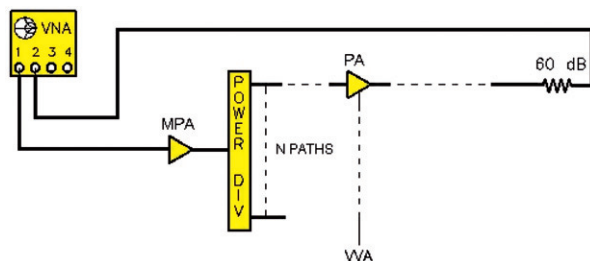 VNA
1 2 3 4
PA
60 dB
MPA
POWER DIV
N PATHS
VVA